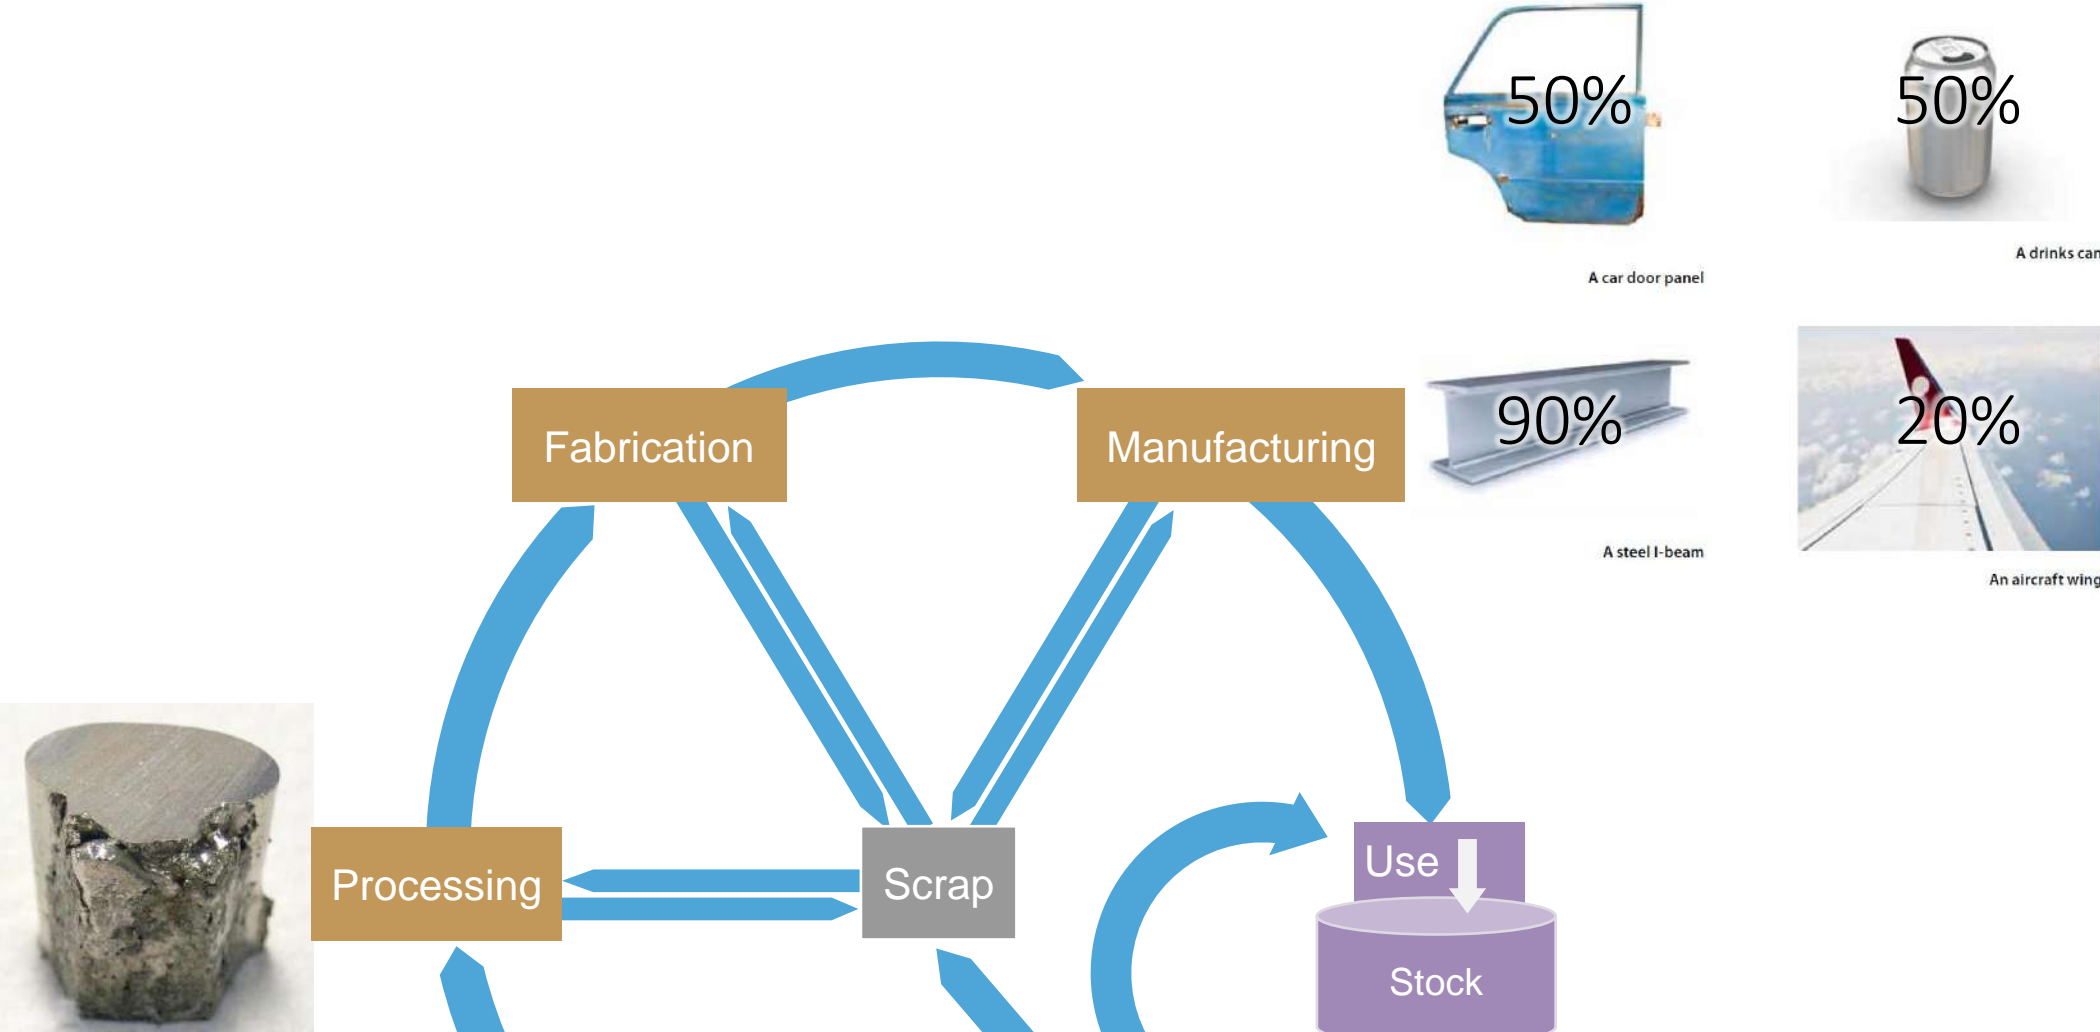 50%
50%
A drinks can
A car door panel
90%
20%
A steel I-beam
An aircraft wing
Fabrication
Manufacturing
Processing
Scrap
Use
Stock